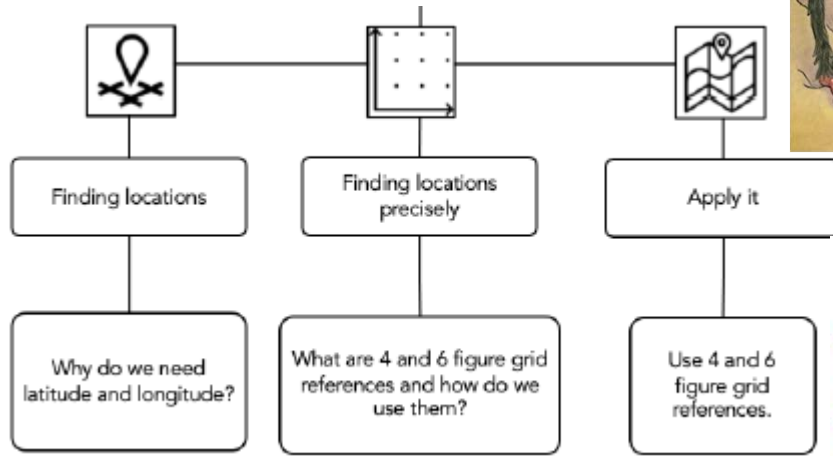 Finding locations
Finding locations
precisely
Apply it
Why do we need
latitude and longitude?
What are 4 and 6 figure grid
references and how do we
use them?
Use 4 and 6
figure grid
references.